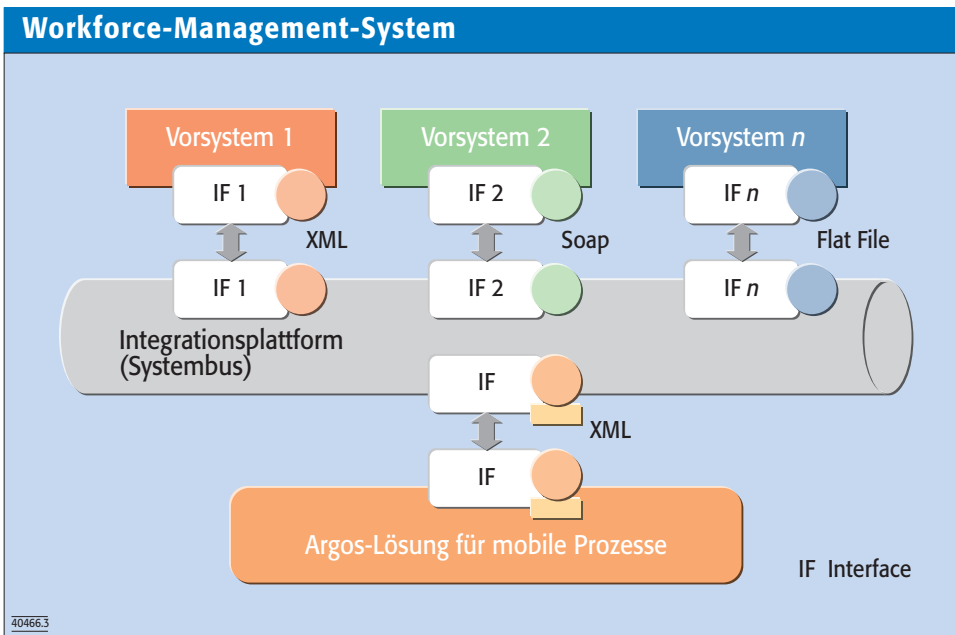 Workforce-Management-System
Vorsystem 1
Vorsystem 2
Vorsystem n
IF 1
IF 2
IF n
XML
Soap
Flat File
IF 1
IF 2
IF n
Integrationsplattform
(Systembus)
IF
XML
IF
Argos-Lösung für mobile Prozesse
IF Interface
40466.3